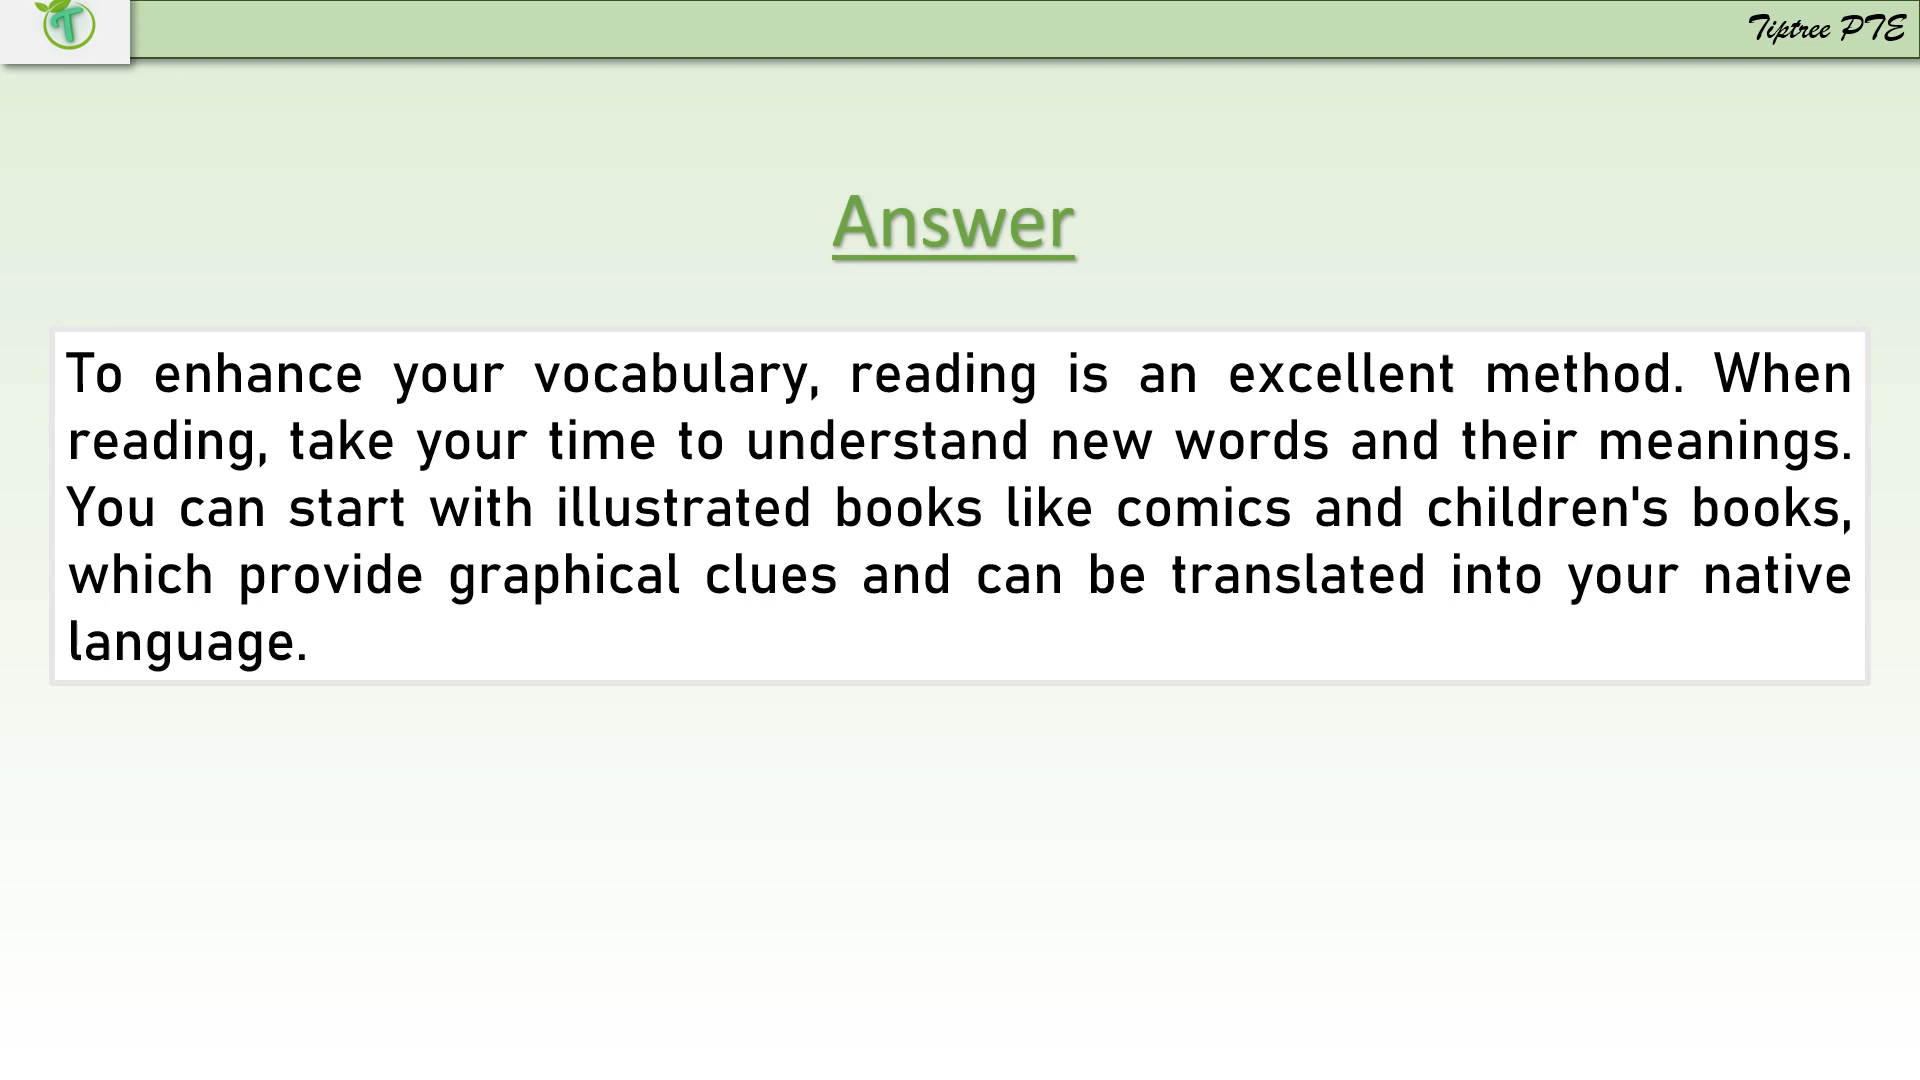 T
Tiptree PTE
Answer
To enhance your vocabulary, reading is an excellent method. When
reading, take your time to understand new words and their meanings.
You can start with illustrated books like comics and children's books,
which provide graphical clues and can be translated into your native
language.